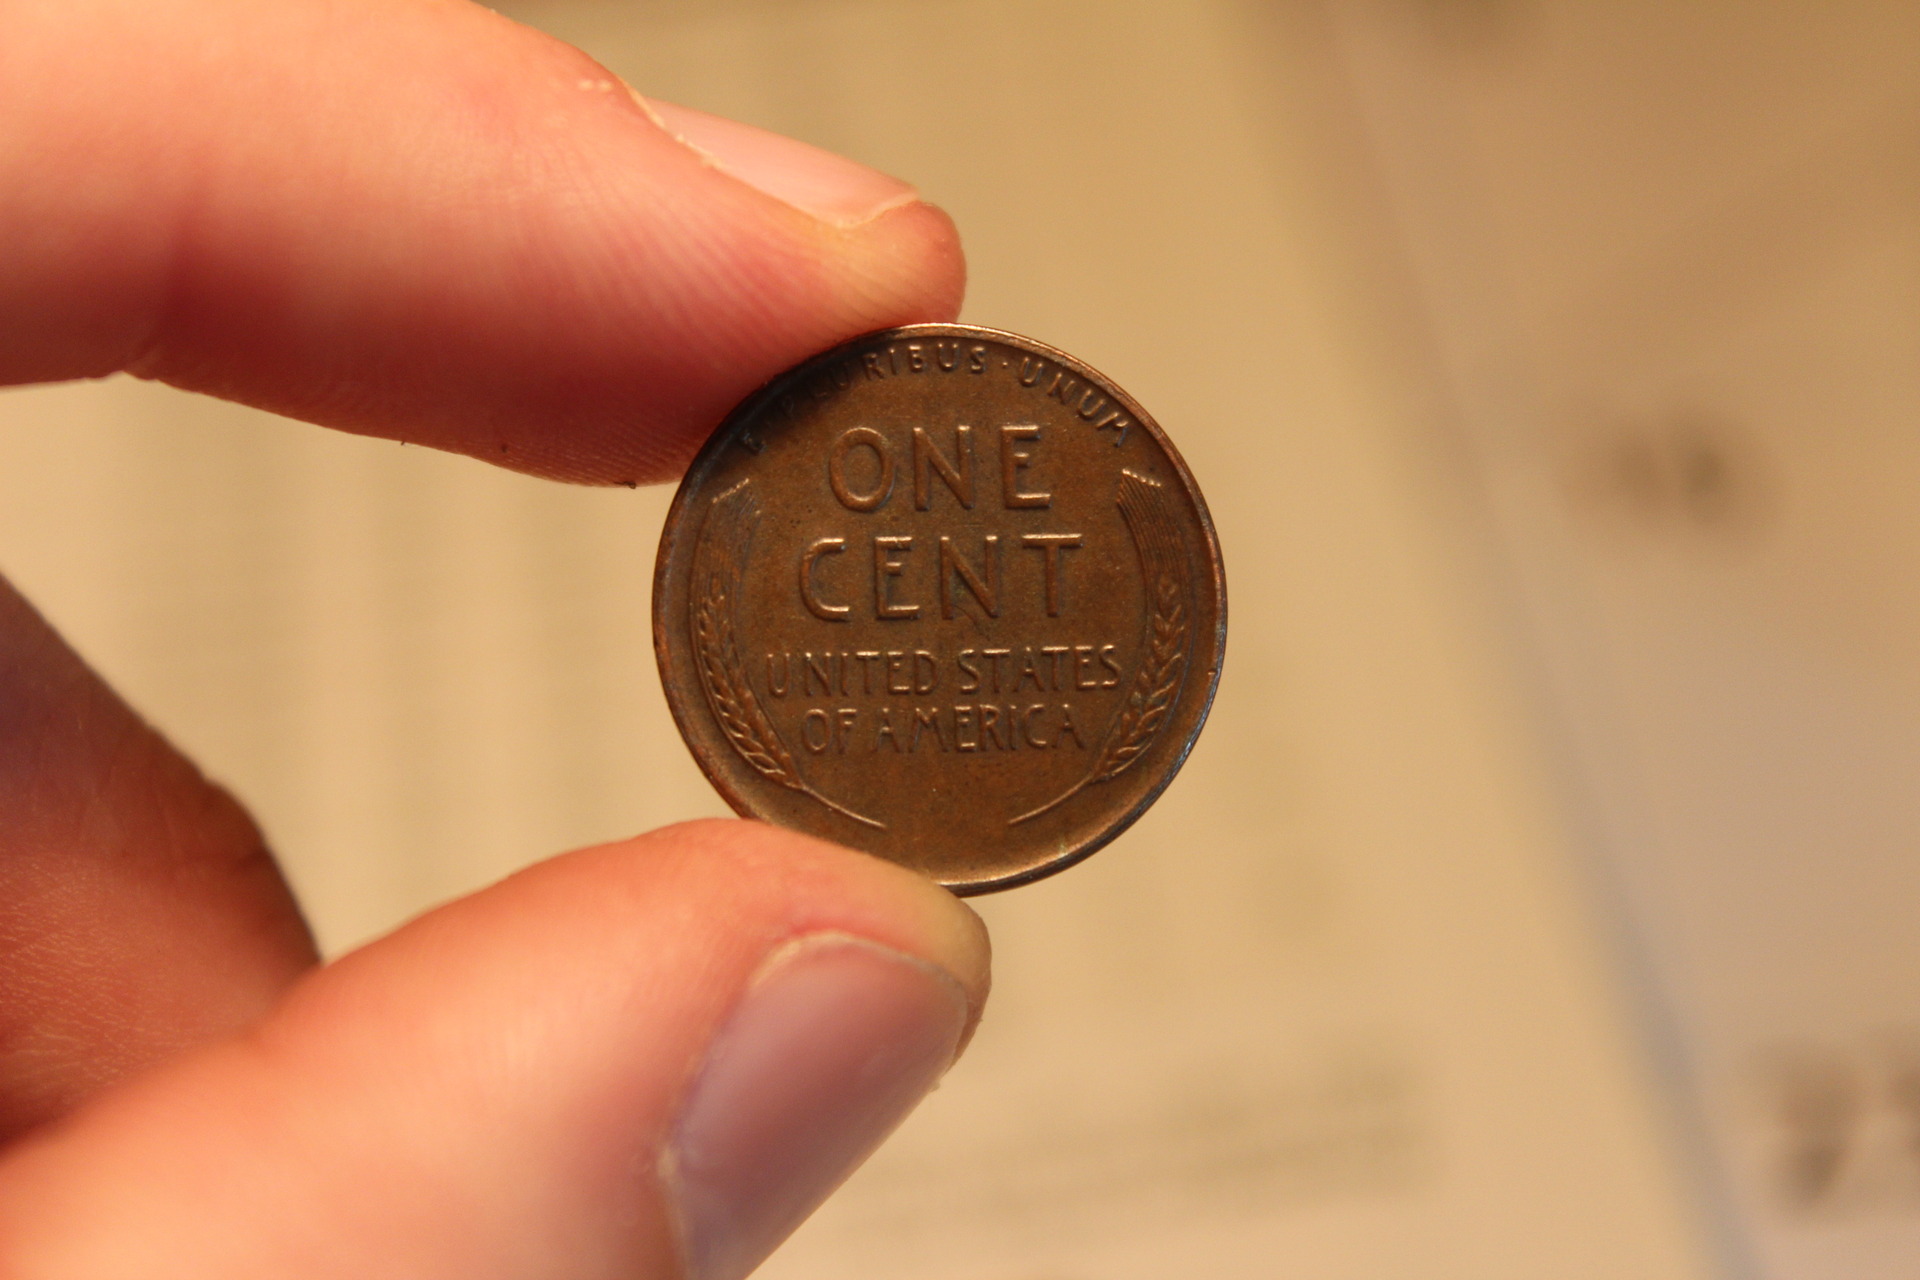 E · PLURIBUS · UNUM
ONE
CENT
UNITED STATES
OF AMERICA